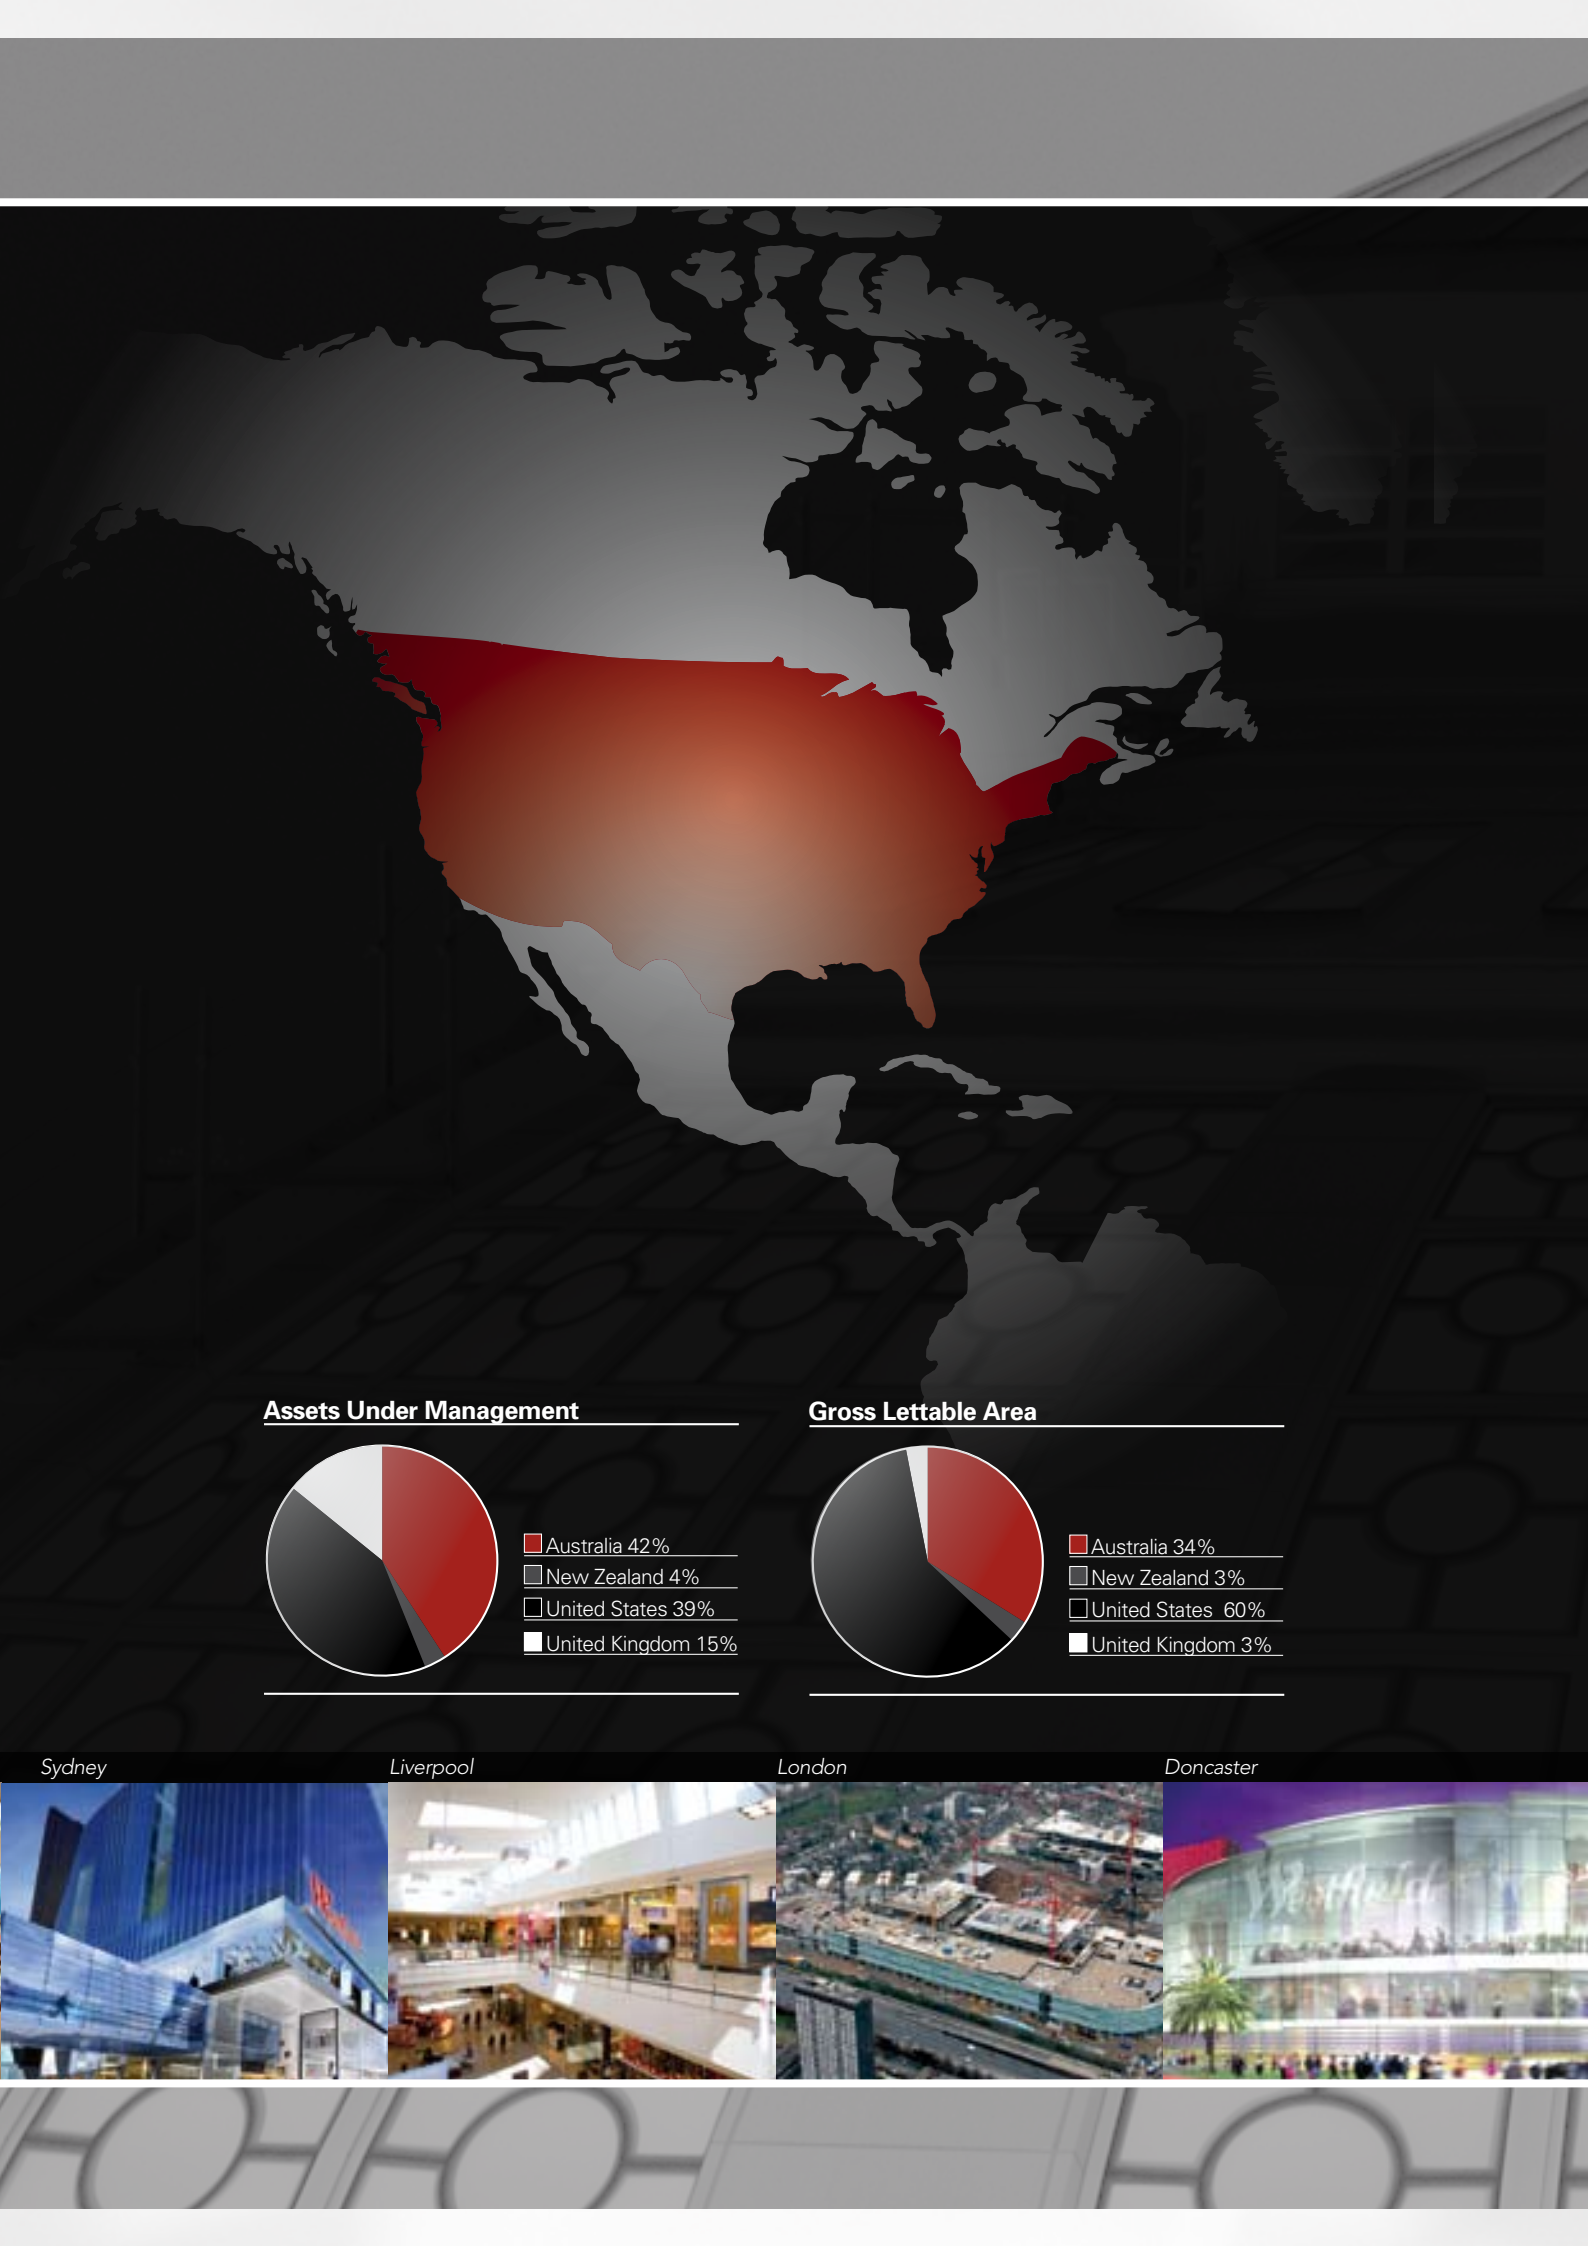 Assets Under Management
Australia 42%
New Zealand 4%
United States 39%
United Kingdom 15%
Gross Lettable Area
Australia 34%
New Zealand 3%
United States 60%
United Kingdom 3%
Sydney
Liverpool
London
Doncaster
Westfield